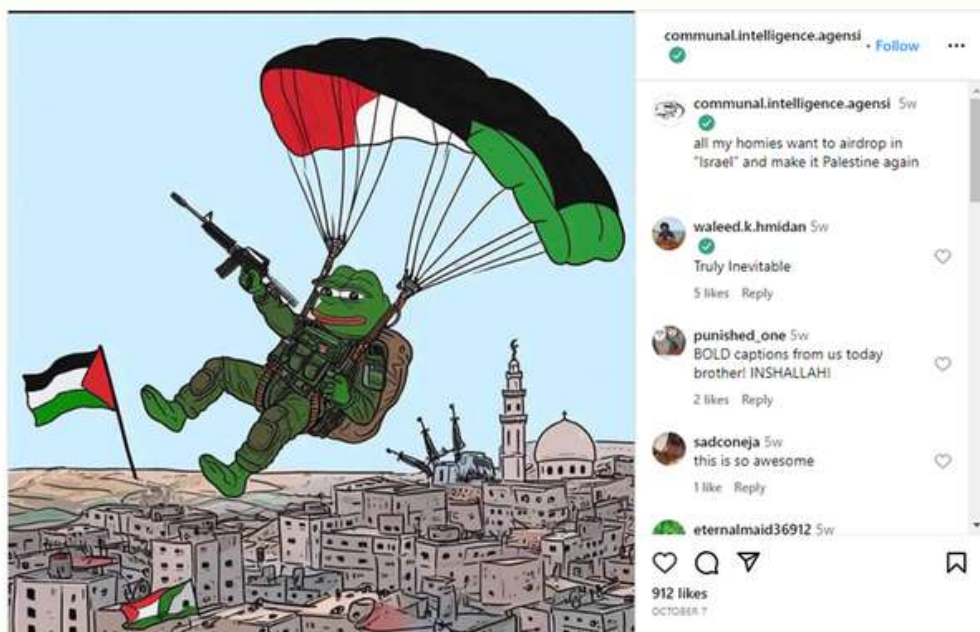 communal.intelligence.agensi
• Follow
communal.intelligence.agensi 5w
all my homies want to airdrop in
"Israel" and make it Palestine again
waleed.k.hmidan 5w
Truly Inevitable
5 likes Reply
punished_one 5w
BOLD captions from us today
brother! INSHALLAH!
2 likes Reply
sadconeja 5w
this is so awesome
1 like Reply
eternalmaid36912 5w
912 likes
OCTOBER 7